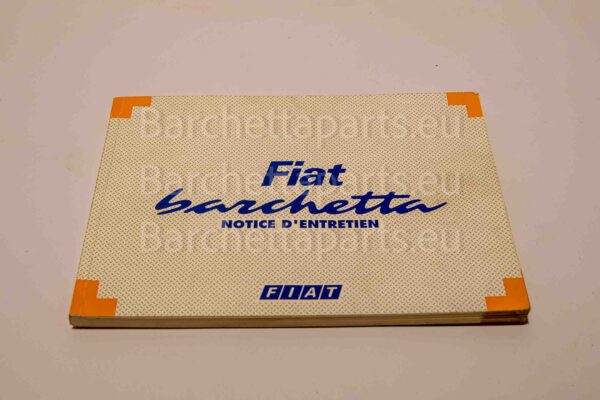 Barchettaparts.eu
Fiat
Barchettaparts.eu
barchetta
NOTICE D'ENTRETIEN
Barchettaparts.eu
FIAT